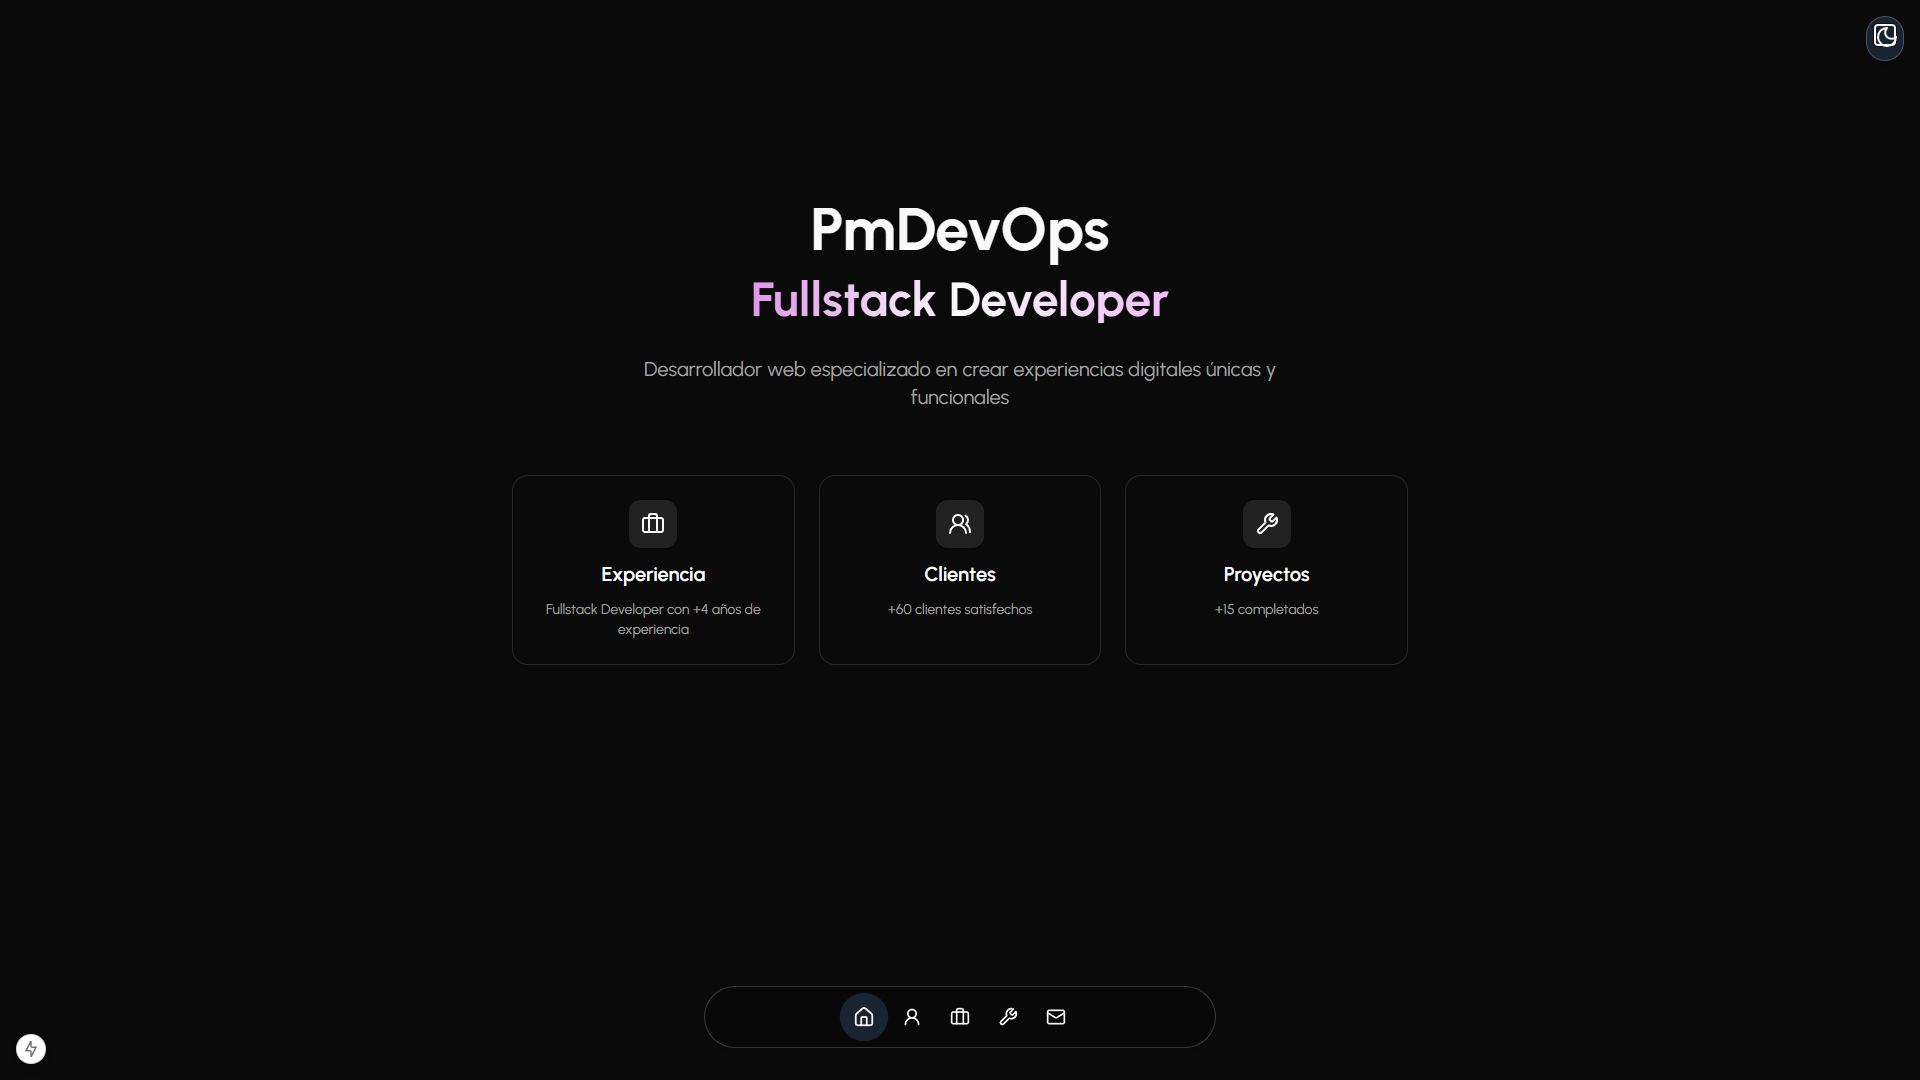 PmDevOps
Fullstack Developer
Desarrollador web especializado en crear experiencias digitales únicas y
funcionales
Experiencia
Fullstack Developer con +4 años de
experiencia
Clientes
+60 clientes satisfechos
Proyectos
+15 completados